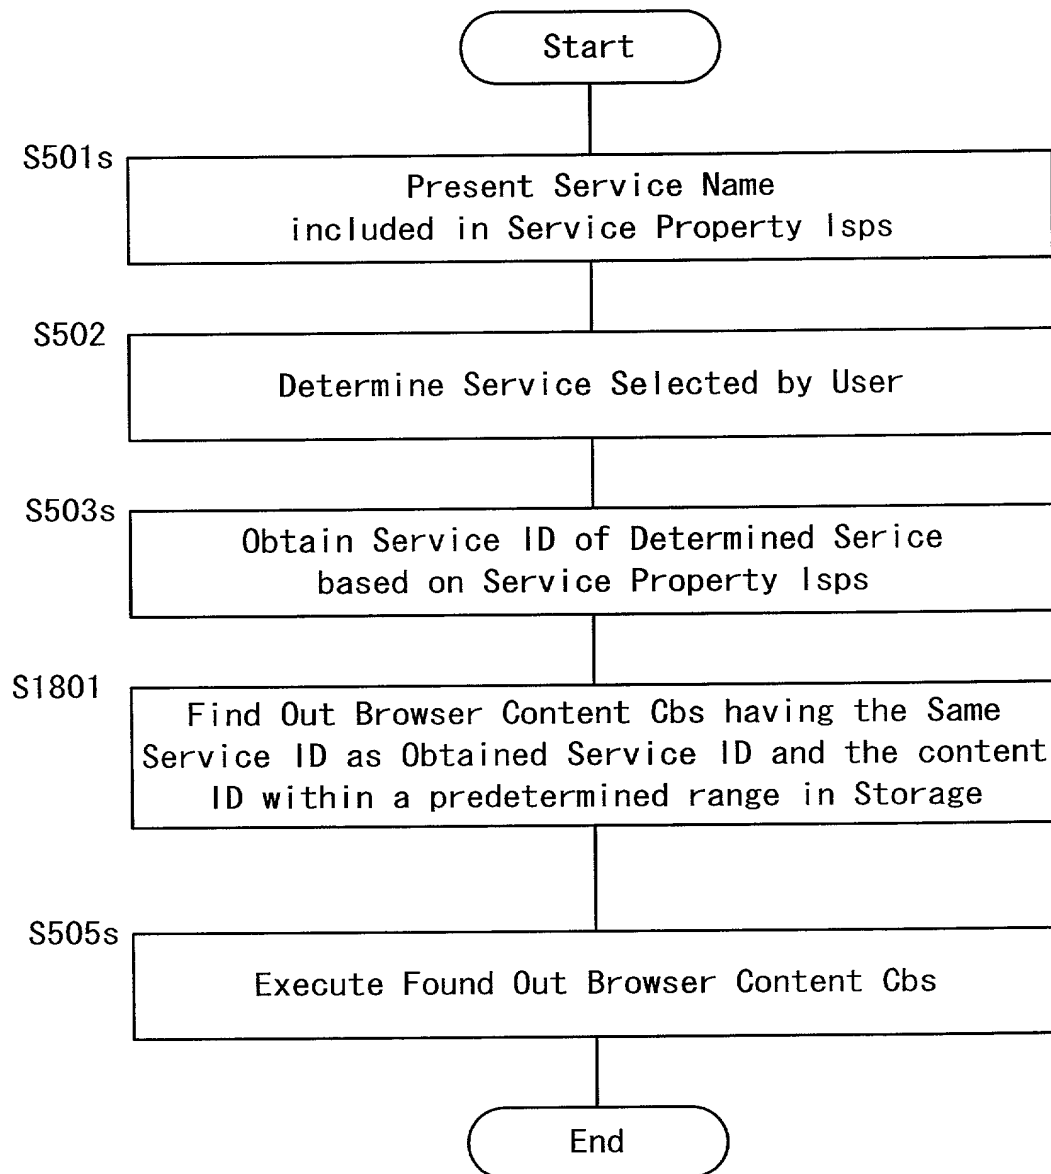 Start
S501s
Present Service Name
included in Service Property Isps
S502
Determine Service Selected by User
S503s
Obtain Service ID of Determined Serice
based on Service Property Isps
S1801
Find Out Browser Content Cbs having the Same
Service ID as Obtained Service ID and the content
ID within a predetermined range in Storage
S505s
Execute Found Out Browser Content Cbs
End